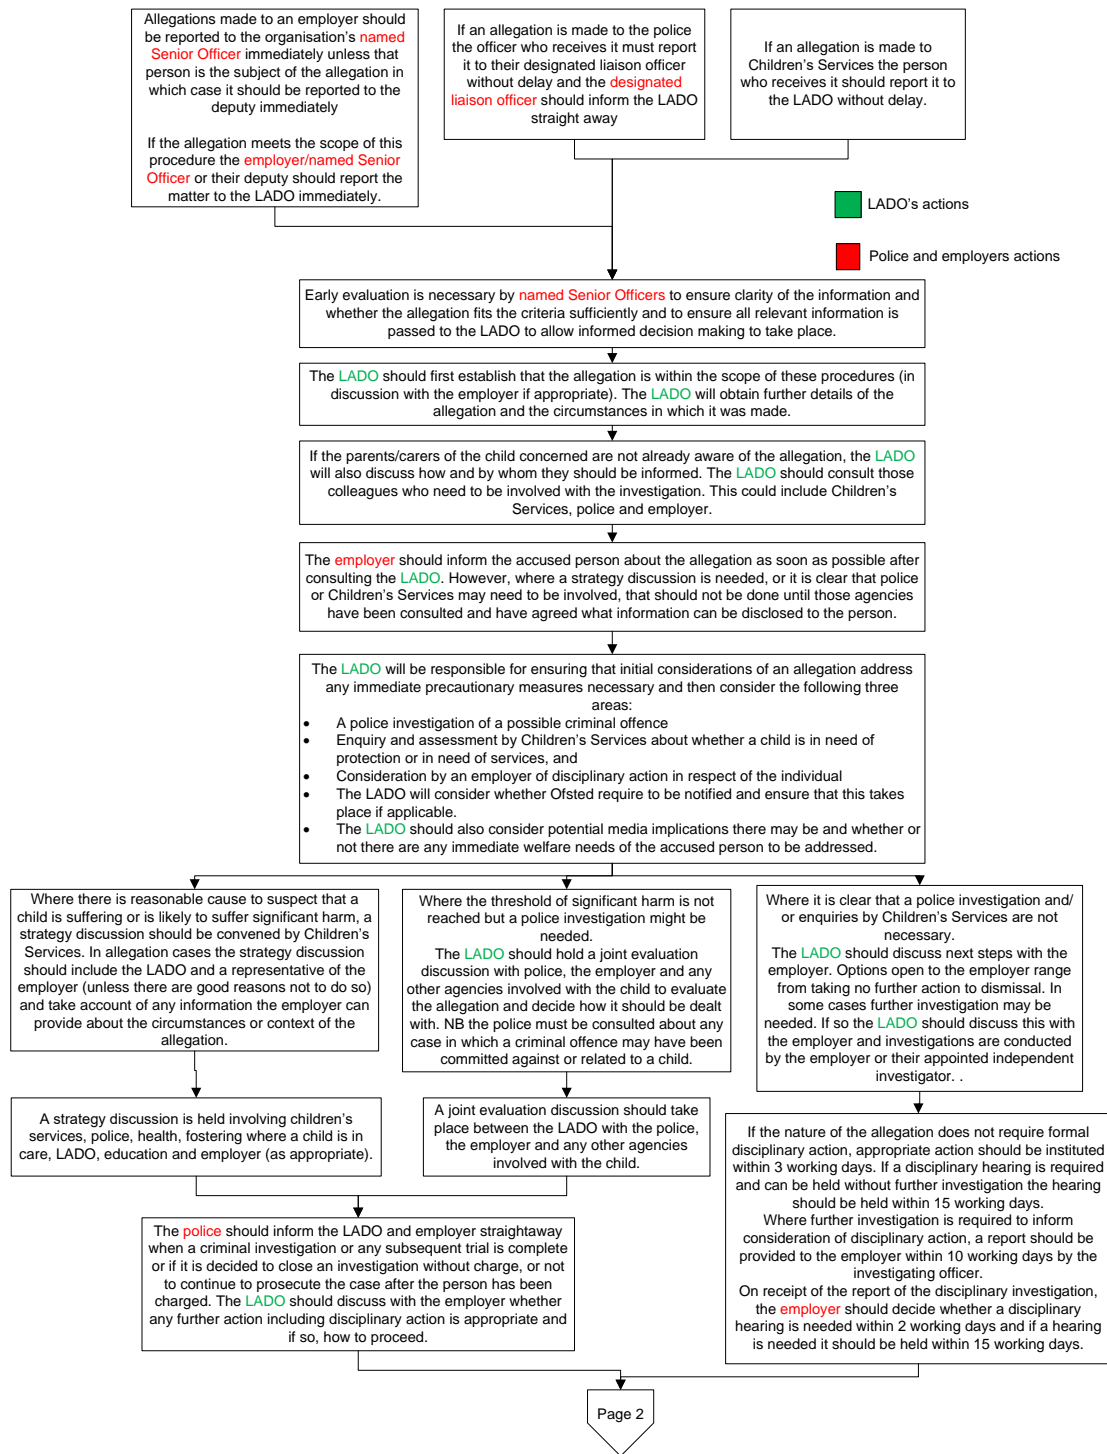 Allegations made to an employer should
be reported to the organisation's named
Senior Officer immediately unless that
person is the subject of the allegation in
which case it should be reported to the
deputy immediately
If the allegation meets the scope of this
procedure the employer/named Senior
Officer or their deputy should report the
matter to the LADO immediately.
If an allegation is made to the police
the officer who receives it must report
it to their designated liaison officer
without delay and the designated
liaison officer should inform the LADO
straight away
If an allegation is made to
Children's Services the person
who receives it should report it to
the LADO without delay.
LADO's actions
Police and employers actions
Early evaluation is necessary by named Senior Officers to ensure clarity of the information and
whether the allegation fits the criteria sufficiently and to ensure all relevant information is
passed to the LADO to allow informed decision making to take place.
The LADO should first establish that the allegation is within the scope of these procedures (in
discussion with the employer if appropriate). The LADO will obtain further details of the
allegation and the circumstances in which it was made.
If the parents/carers of the child concerned are not already aware of the allegation, the LADO
will also discuss how and by whom they should be informed. The LADO should consult those
colleagues who need to be involved with the investigation. This could include Children's
Services, police and employer.
The employer should inform the accused person about the allegation as soon as possible after
consulting the LADO. However, where a strategy discussion is needed, or it is clear that police
or Children's Services may need to be involved, that should not be done until those agencies
have been consulted and have agreed what information can be disclosed to the person.
The LADO will be responsible for ensuring that initial considerations of an allegation address
any immediate precautionary measures necessary and then consider the following three
areas:
• A police investigation of a possible criminal offence
• Enquiry and assessment by Children's Services about whether a child is in need of
protection or in need of services, and
• Consideration by an employer of disciplinary action in respect of the individual
• The LADO will consider whether Ofsted require to be notified and ensure that this takes
place if applicable.
• The LADO should also consider potential media implications there may be and whether or
not there are any immediate welfare needs of the accused person to be addressed.
Where there is reasonable cause to suspect that a
child is suffering or is likely to suffer significant harm, a
strategy discussion should be convened by Children's
Services. In allegation cases the strategy discussion
should include the LADO and a representative of the
employer (unless there are good reasons not to do so)
and take account of any information the employer can
provide about the circumstances or context of the
allegation.
Where the threshold of significant harm is not
reached but a police investigation might be
needed.
The LADO should hold a joint evaluation
discussion with police, the employer and any
other agencies involved with the child to evaluate
the allegation and decide how it should be dealt
with. NB the police must be consulted about any
case in which a criminal offence may have been
committed against or related to a child.
Where it is clear that a police investigation and/
or enquiries by Children's Services are not
necessary.
The LADO should discuss next steps with the
employer. Options open to the employer range
from taking no further action to dismissal. In
some cases further investigation may be
needed. If so the LADO should discuss this with
the employer and investigations are conducted
by the employer or their appointed independent
investigator. .
A strategy discussion is held involving children's
services, police, health, fostering where a child is in
care, LADO, education and employer (as appropriate).
A joint evaluation discussion should take
place between the LADO with the police,
the employer and any other agencies
involved with the child.
If the nature of the allegation does not require formal
disciplinary action, appropriate action should be instituted
within 3 working days. If a disciplinary hearing is required
and can be held without further investigation the hearing
should be held within 15 working days.
Where further investigation is required to inform
consideration of disciplinary action, a report should be
provided to the employer within 10 working days by the
investigating officer.
On receipt of the report of the disciplinary investigation,
the employer should decide whether a disciplinary
hearing is needed within 2 working days and if a hearing
is needed it should be held within 15 working days.
The police should inform the LADO and employer straightaway
when a criminal investigation or any subsequent trial is complete
or if it is decided to close an investigation without charge, or not
to continue to prosecute the case after the person has been
charged. The LADO should discuss with the employer whether
any further action including disciplinary action is appropriate and
if so, how to proceed.
Page 2